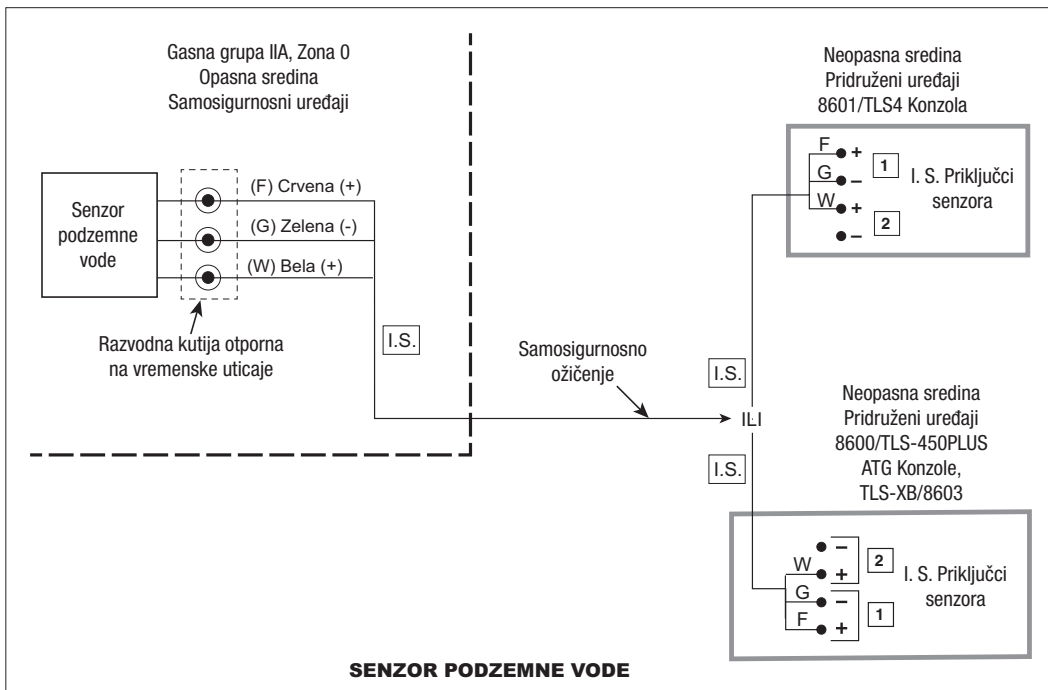 Gasna grupa IIA, Zona 0
Opasna sredina
Samosigurnosni uređaji
Senzor
podzemne
vode
(F) Crvena (+)
(G) Zelena (-)
(W) Bela (+)
Razvodna kutija otporna
na vremenske uticaje
I.S.
Samosigurnosno
ožičenje
I.S.
ILI
I.S.
Neopasna sredina
Pridruženi uređaji
8601/TLS4 Konzola
F +
G – 1
W +
– 2
I. S. Priključci
senzora
Neopasna sredina
Pridruženi uređaji
8600/TLS-450PLUS
ATG Konzole,
TLS-XB/8603
–
W + 2
G –
F + 1
I. S. Priključci
senzora
SENZOR PODZEMNE VODE